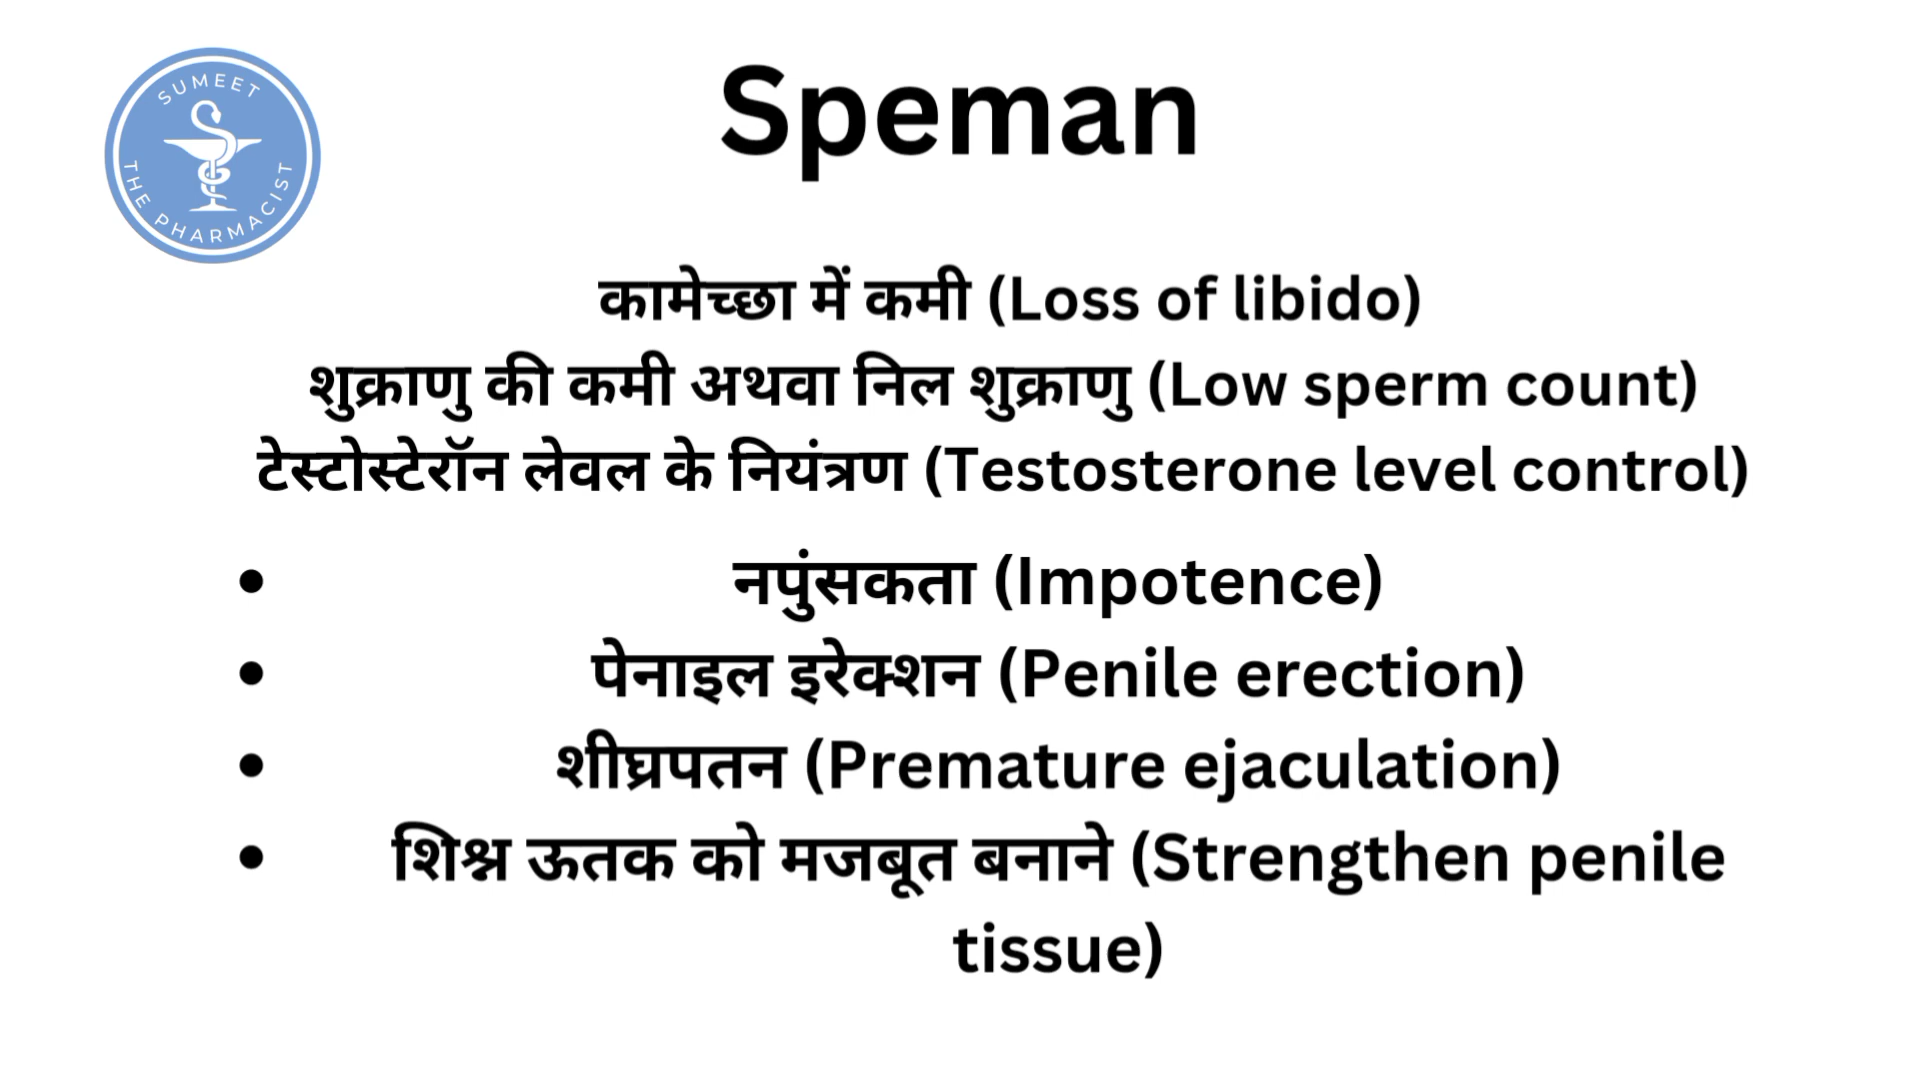 SUMEET
THE PHARMACIST
Speman
कामेच्छा में कमी (Loss of libido)
शुक्राणु की कमी अथवा निल शुक्राणु (Low sperm count)
टेस्टोस्टेरॉन लेवल के नियंत्रण (Testosterone level control)
• नपुंसकता (Impotence)
• पेनाइल इरेक्शन (Penile erection)
• शीघ्रपतन (Premature ejaculation)
• शिश्न ऊतक को मजबूत बनाने (Strengthen penile
tissue)